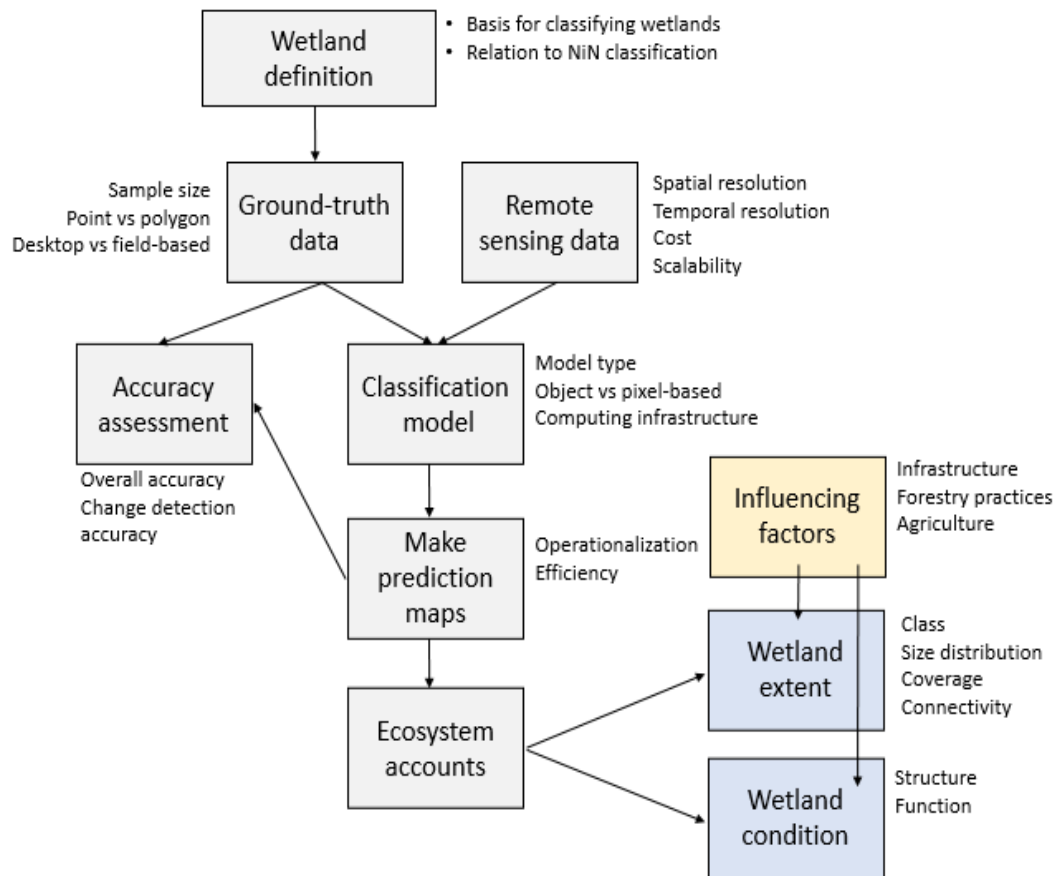 Wetland
definition
• Basis for classifying wetlands
• Relation to NiN classification
Sample size
Point vs polygon
Desktop vs field-based
Ground-truth
data
Remote
sensing data
Spatial resolution
Temporal resolution
Cost
Scalability
Accuracy
assessment
Overall accuracy
Change detection
accuracy
Classification
model
Model type
Object vs pixel-based
Computing infrastructure
Make
prediction
maps
Operationalization
Efficiency
Influencing
factors
Infrastructure
Forestry practices
Agriculture
Ecosystem
accounts
Wetland
extent
Class
Size distribution
Coverage
Connectivity
Wetland
condition
Structure
Function